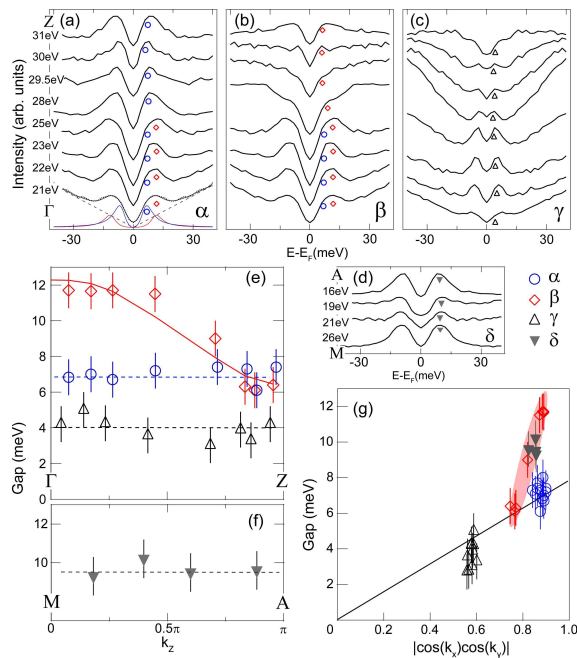 (a)
Z
31eV
30eV
29.5eV
28eV
25eV
23eV
22eV
21eV
Γ
α
-30 0 30
Intensity (arb. units)
(b)
β
-30 0 30
E-E_F(meV)
(c)
γ
-30 0 30
(d)
A
16eV
19eV
21eV
26eV
M
δ
-30 0 30
E-E_F(meV)
α
β
γ
δ
(e)
12
10
8
6
4
0
Gap (meV)
Γ
Z
(f)
10
M
A
0
0.5π
π
k_z
(g)
12
10
8
6
4
2
0
Gap (meV)
0 0.2 0.4 0.6 0.8 1.0
|cos(k_x)cos(k_y)|